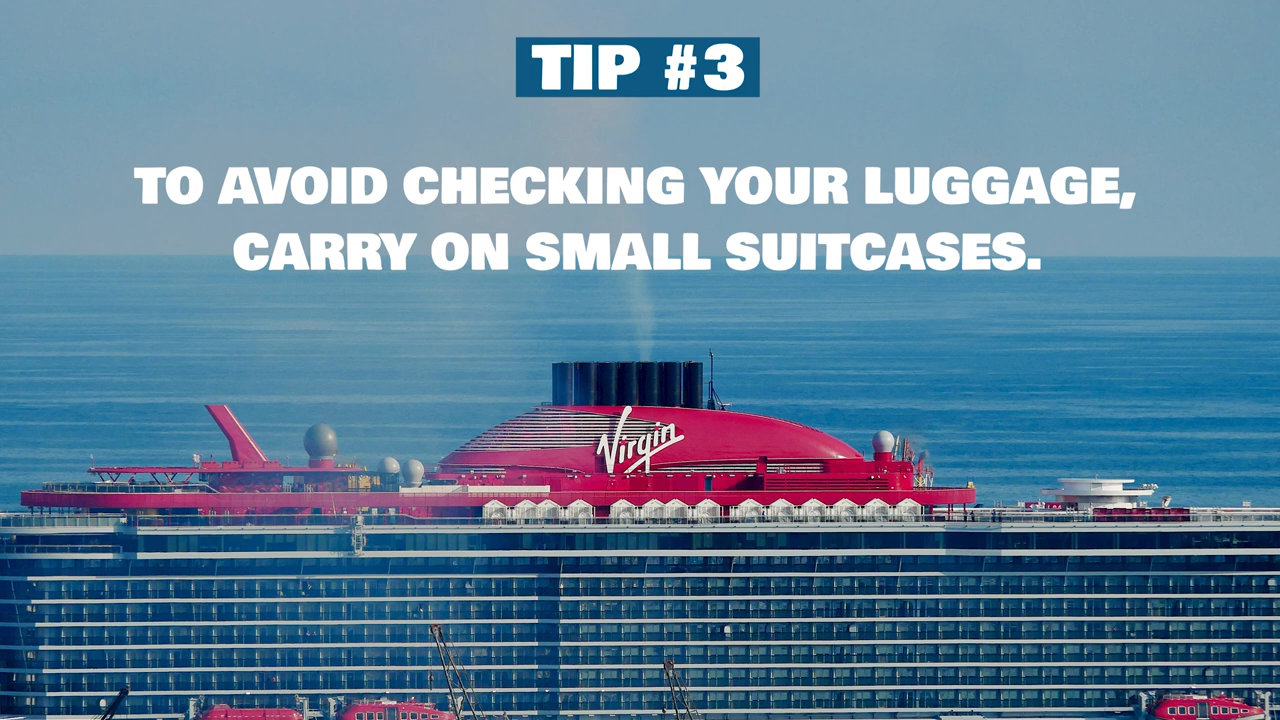 TIP #3
TO AVOID CHECKING YOUR LUGGAGE,
CARRY ON SMALL SUITCASES.
Virgin